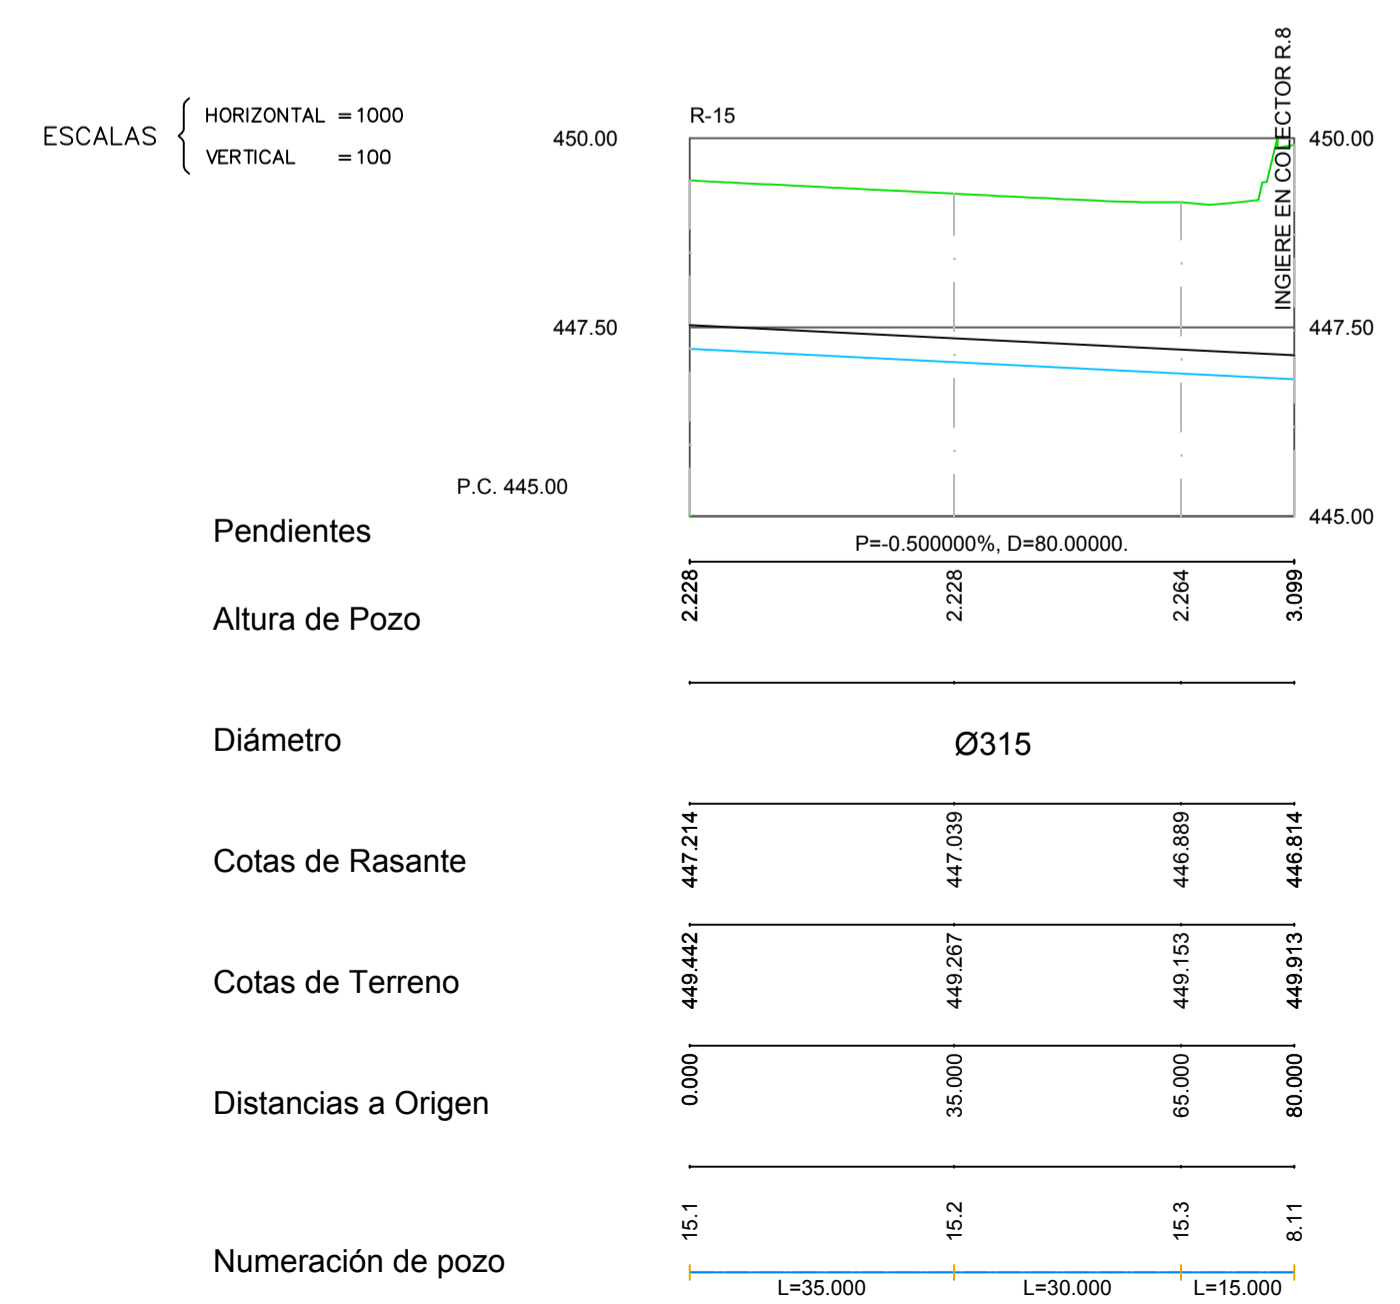 ESCALAS
HORIZONTAL = 1000
VERTICAL = 100
R-15
INGIERE EN COLECTOR R.8
450.00
450.00
447.50
447.50
P.C. 445.00
445.00
Pendientes
P=-0.500000%, D=80.00000.
Altura de Pozo
2.228 2.228 2.264 3.099
Diámetro
Ø315
Cotas de Rasante
447.214 447.039 446.889 446.814
Cotas de Terreno
449.442 449.267 449.153 449.913
Distancias a Origen
0.000 35.000 65.000 80.000
Numeración de pozo
15.1 15.2 15.3 8.11
L=35.000 L=30.000 L=15.000